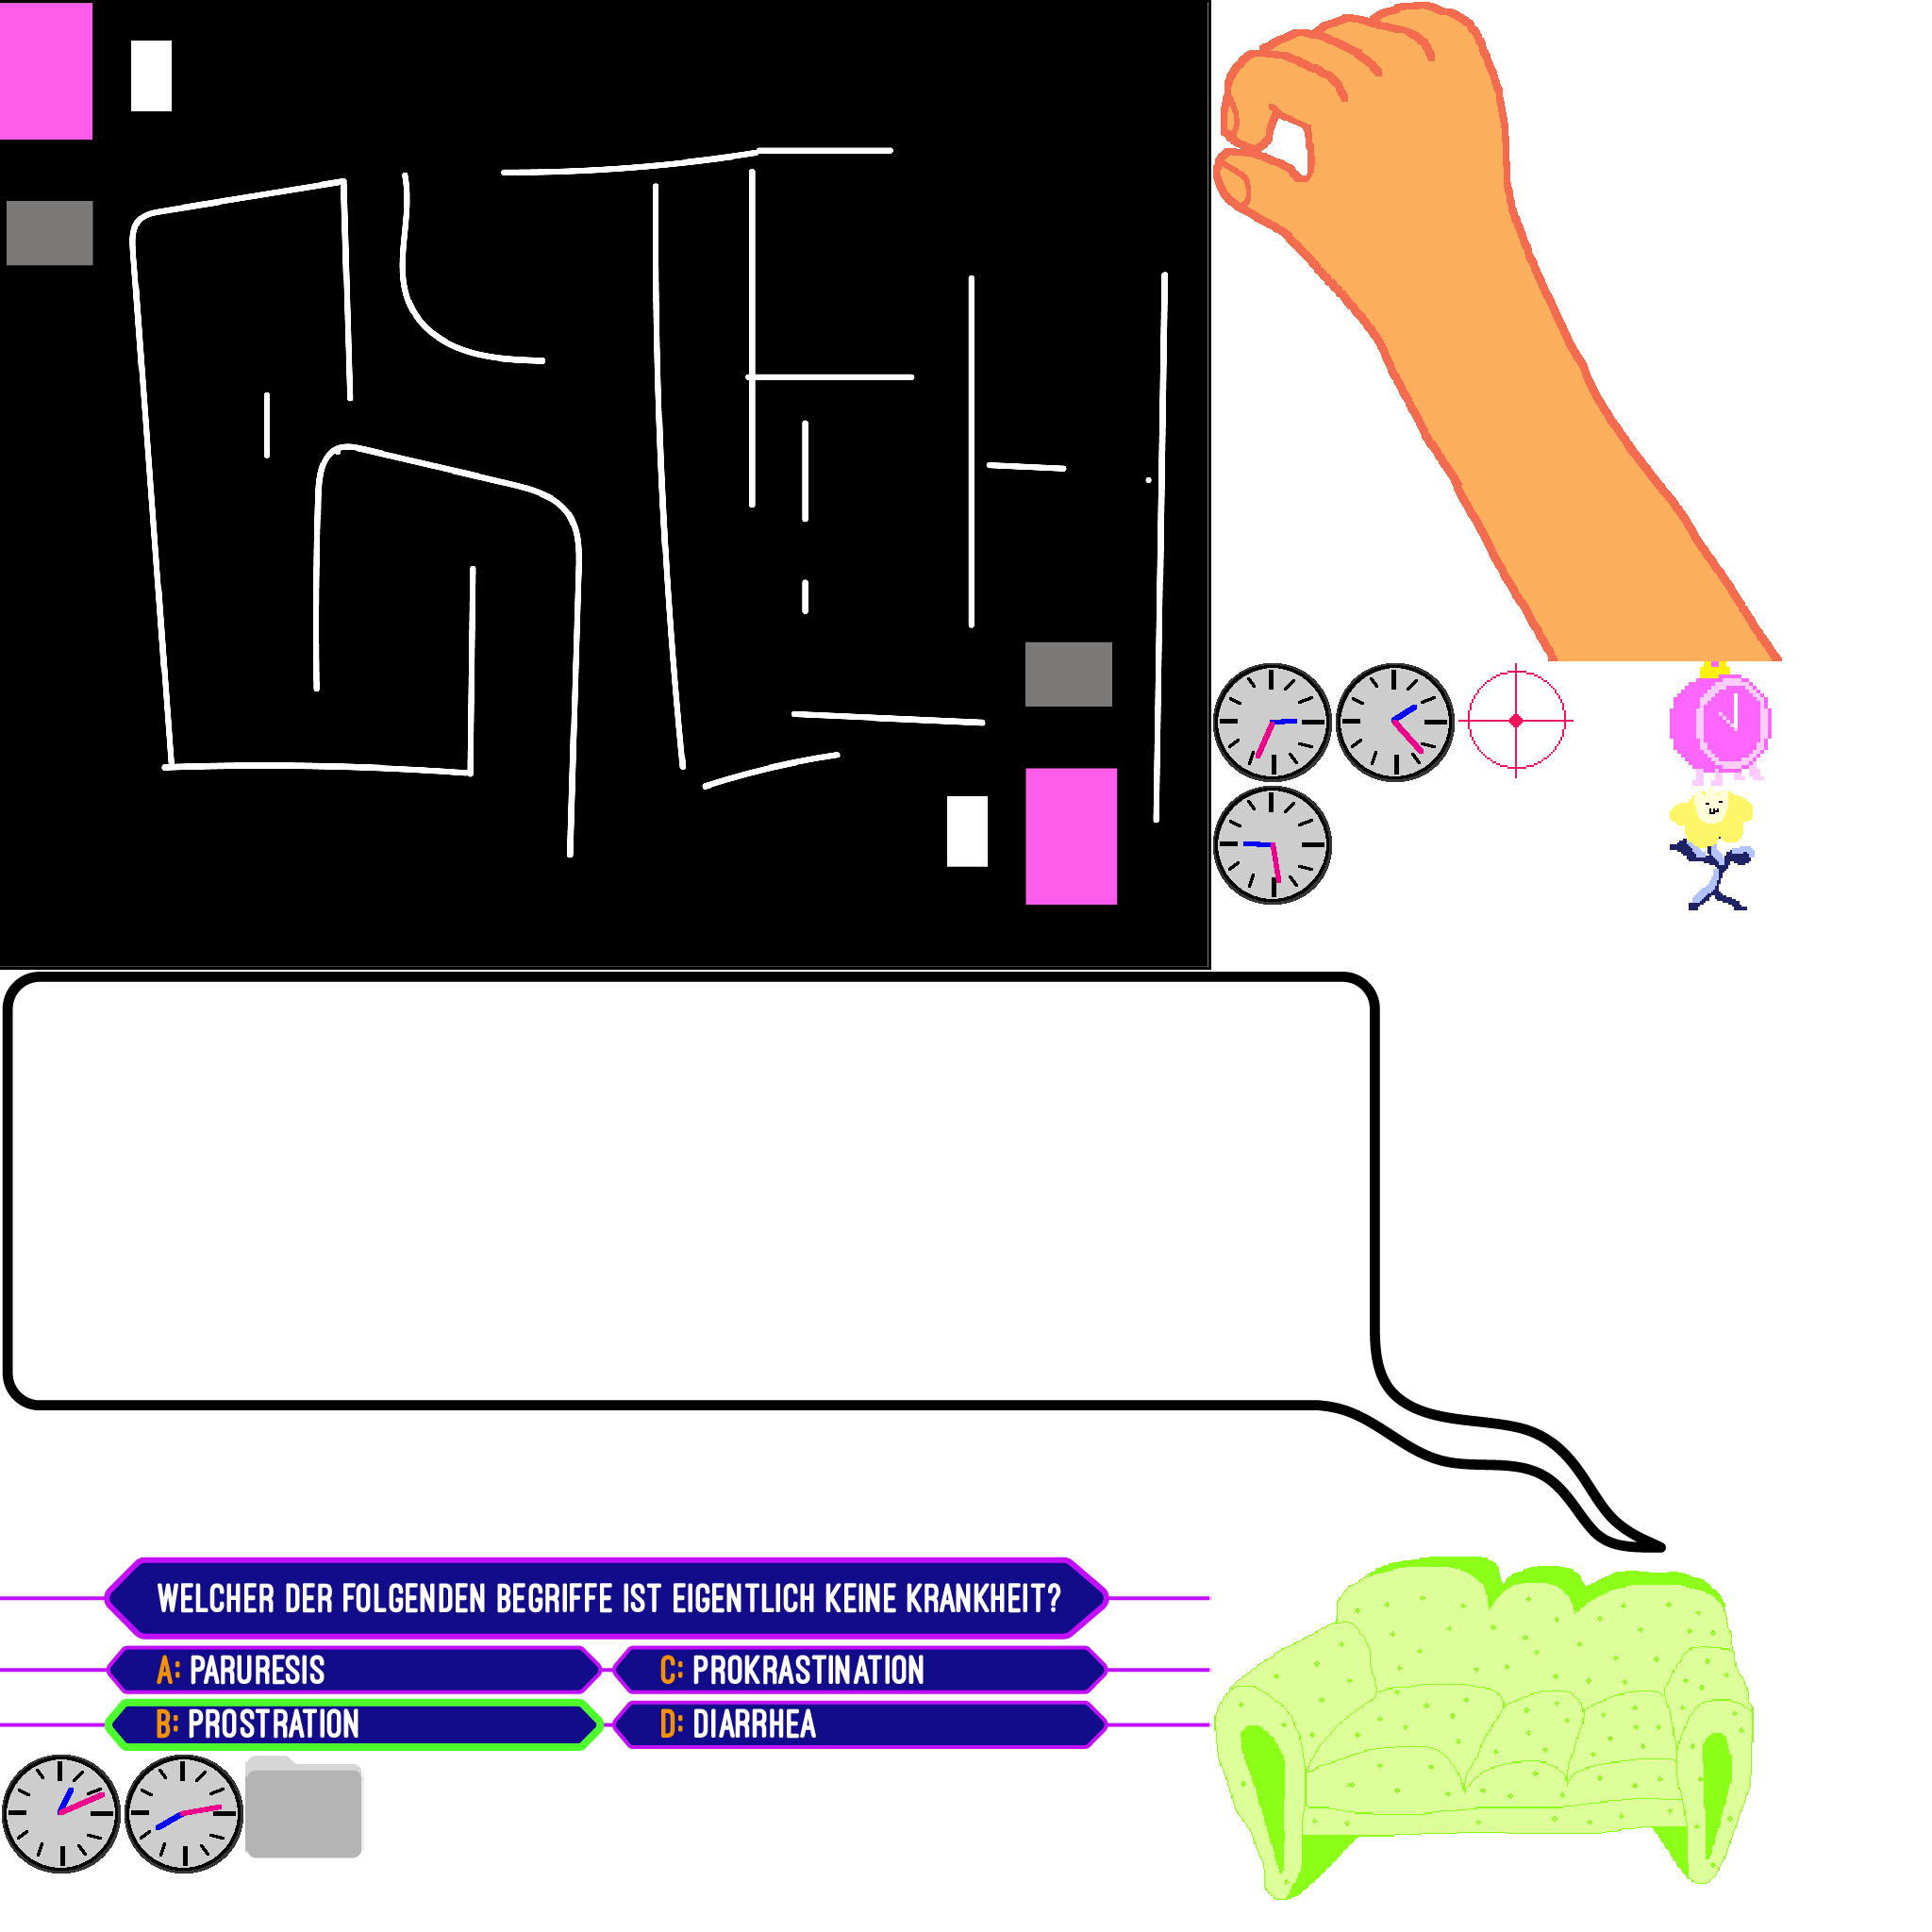 WELCHER DER FOLGENDEN BEGRIFFE IST EIGENTLICH KEINE KRANKHEIT?
A: PARURESIS
C: PROKRASTINATION
B: PROSTRATION
D: DIARRHEA